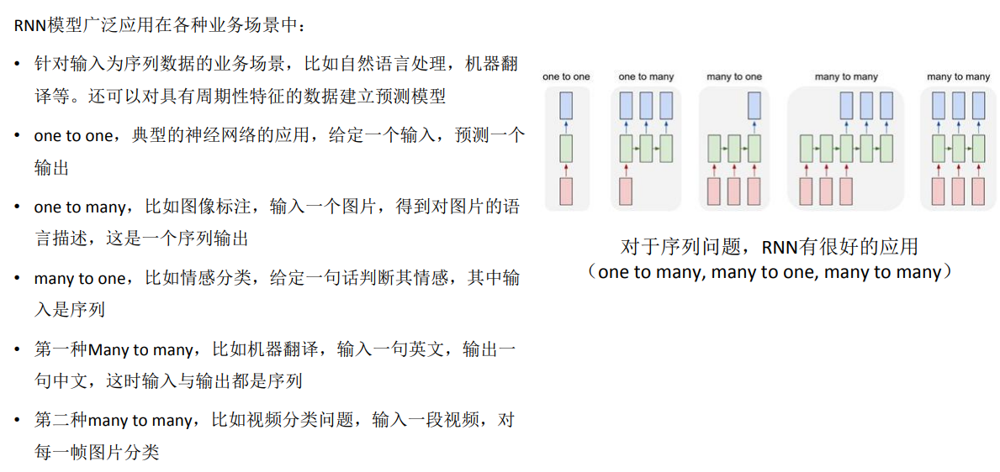 RNN模型广泛应用在各种业务场景中：
• 针对输入为序列数据的业务场景，比如自然语言处理，机器翻
译等。还可以对具有周期性特征的数据建立预测模型
• one to one，典型的神经网络的应用，给定一个输入，预测一个
输出
• one to many，比如图像标注，输入一个图片，得到对图片的语
言描述，这是一个序列输出
• many to one，比如情感分类，给定一句话判断其情感，其中输
入是序列
• 第一种Many to many，比如机器翻译，输入一句英文，输出一
句中文，这时输入与输出都是序列
• 第二种many to many，比如视频分类问题，输入一段视频，对
每一帧图片分类
one to one
one to many
many to one
many to many
many to many
对于序列问题，RNN有很好的应用
（one to many, many to one, many to many）